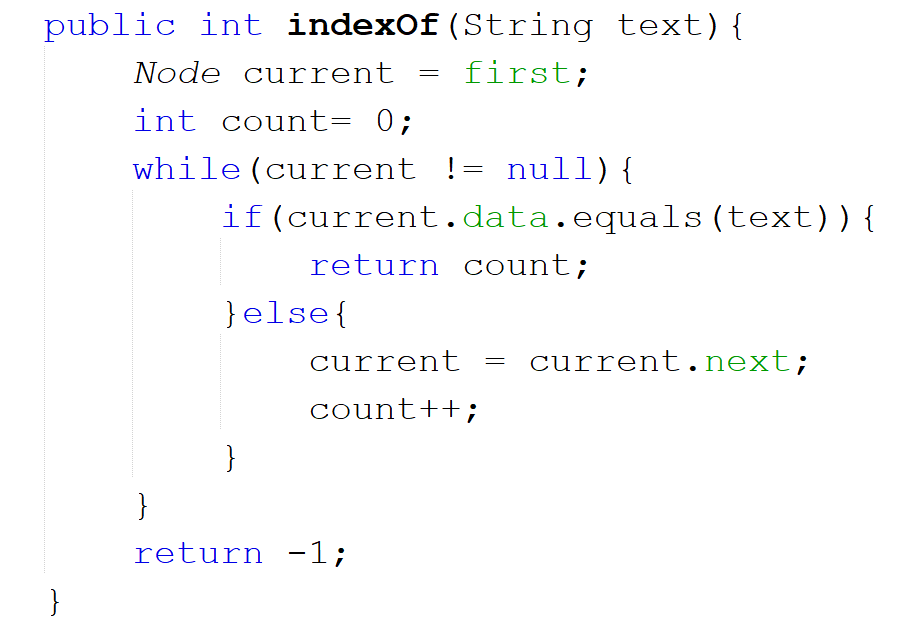 public int indexOf(String text){
    Node current = first;
    int count= 0;
    while(current != null){
        if(current.data.equals(text)){
            return count;
        }else{
            current = current.next;
            count++;
        }
    }
    return -1;
}